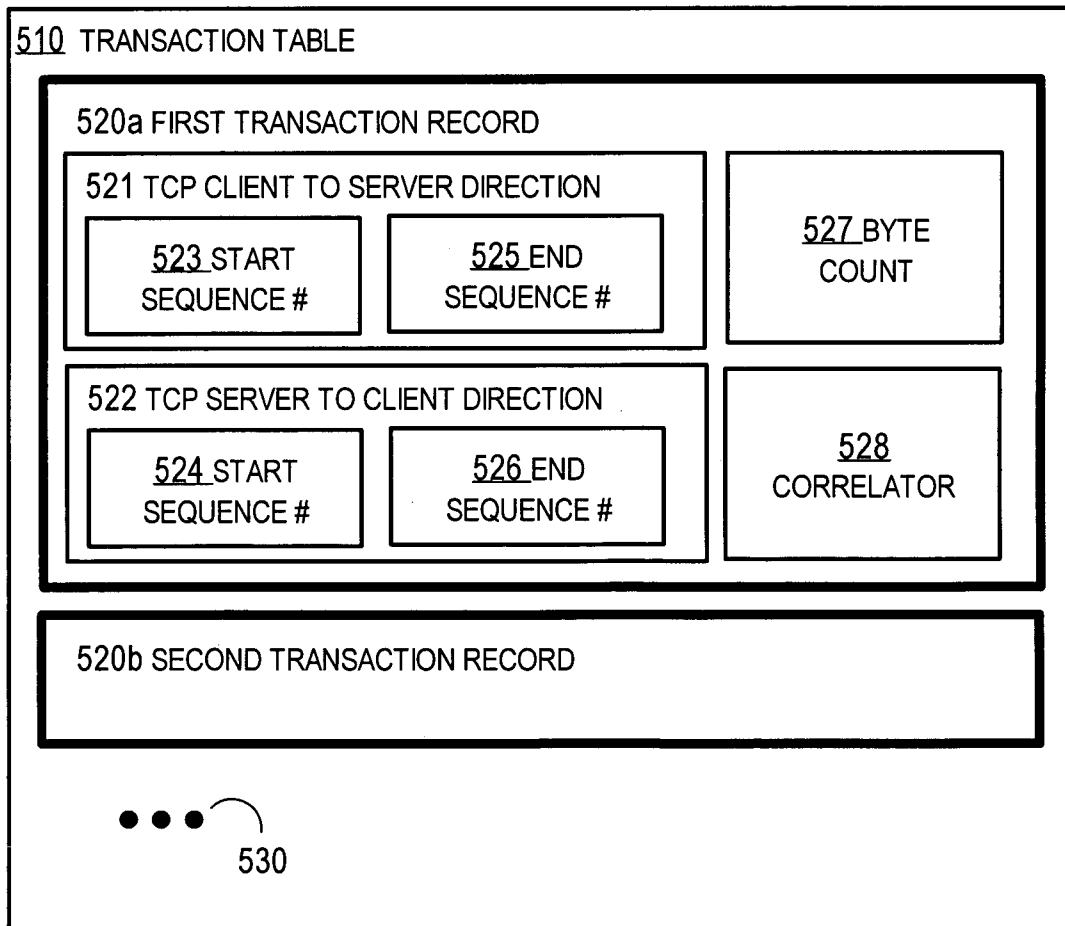 510 TRANSACTION TABLE
520a FIRST TRANSACTION RECORD
521 TCP CLIENT TO SERVER DIRECTION
523 START
SEQUENCE #
525 END
SEQUENCE #
527 BYTE
COUNT
522 TCP SERVER TO CLIENT DIRECTION
524 START
SEQUENCE #
526 END
SEQUENCE #
528
CORRELATOR
520b SECOND TRANSACTION RECORD
530